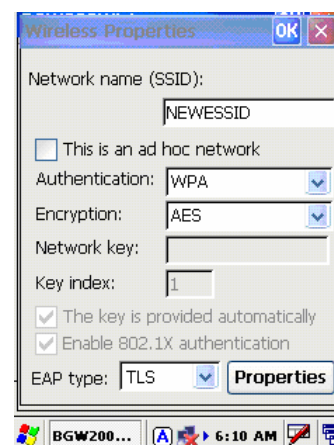 Wireless Properties OK
Network name (SSID):
NEWESSID
This is an ad hoc network
Authentication: WPA
Encryption: AES
Network key:
Key index: 1
The key is provided automatically
Enable 802.1X authentication
EAP type: TLS Properties
BGW200... A 6:10 AM